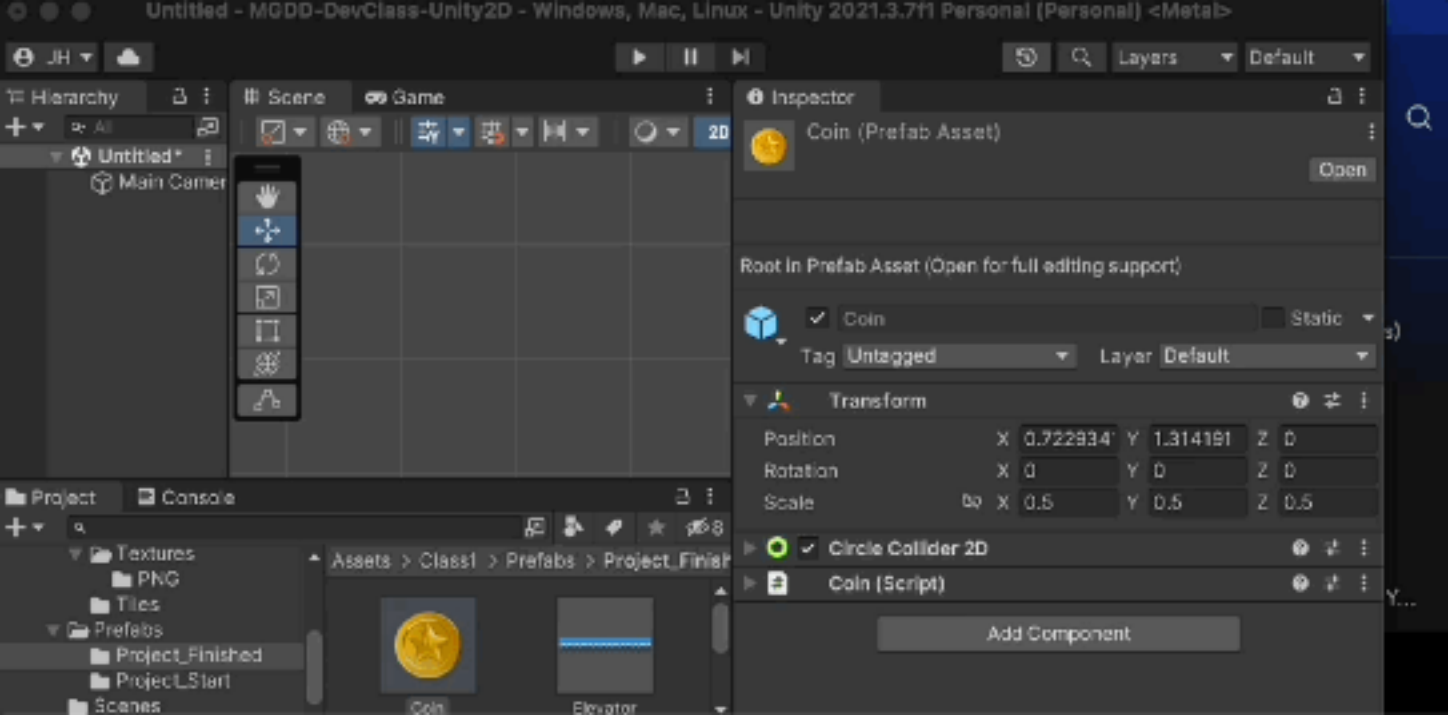 Untitled - MGDD-DevClass-Unity2D - Windows, Mac, Linux - Unity 2021.3.7f1 Personal (Personal) <Metal>
JH
Layers
Default
Hierarchy
Scene
Game
Inspector
All
2D
Coin (Prefab Asset)
Untitled*
Open
Main Camer
Root in Prefab Asset (Open for full editing support)
Coin
Static
s)
Tag Untagged
Layer Default
Transform
Position X 0.7229341 Y 1.314191 Z 0
Rotation X 0 Y 0 Z 0
Scale X 0.5 Y 0.5 Z 0.5
Project
Console
8
Circle Collider 2D
Textures
Assets > Class1 > Prefabs > Project_Finish
PNG
Coin (Script)
Tiles
Y...
Prefabs
Add Component
Project_Finished
Project_Start
Scenes
Coin
Elevator